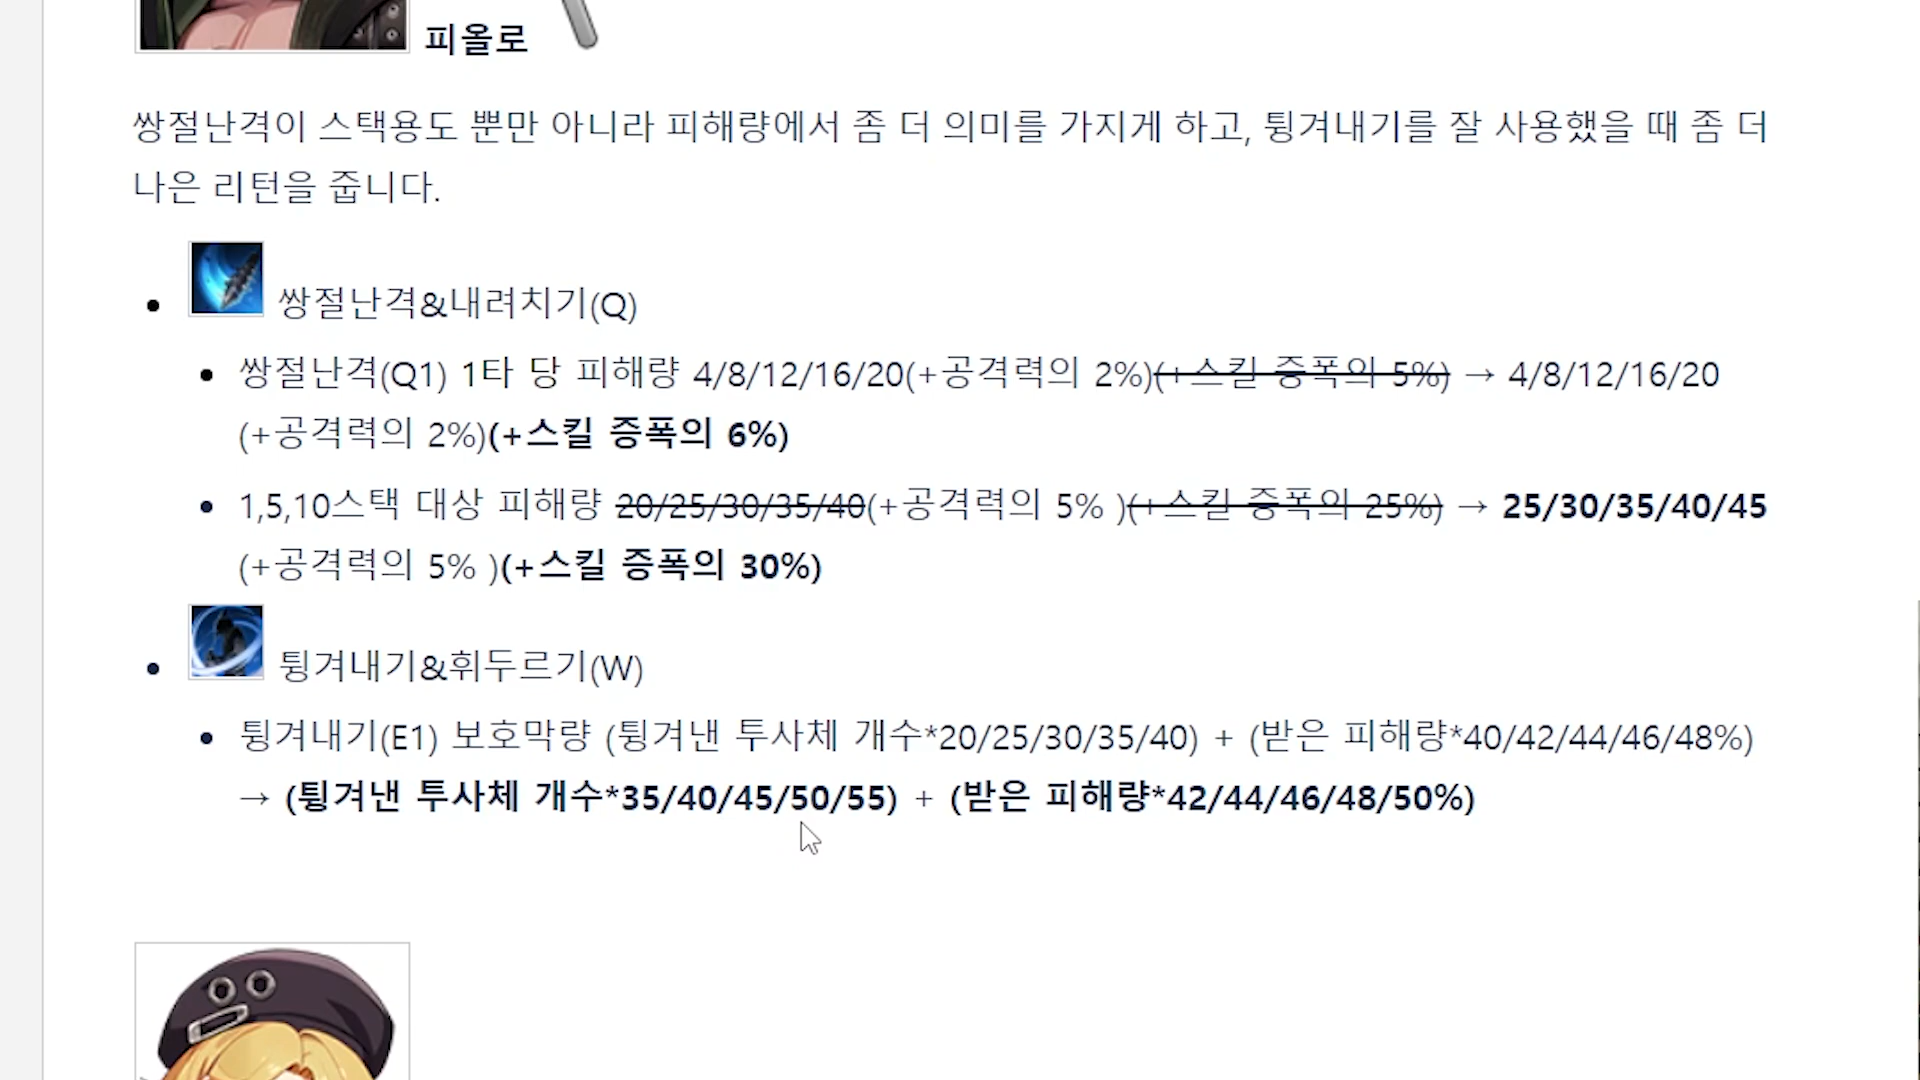 피올로
쌍절난격이 스택용도 뿐만 아니라 피해량에서 좀 더 의미를 가지게 하고, 튕겨내기를 잘 사용했을 때 좀 더
나은 리턴을 줍니다.
쌍절난격&내려치기(Q)
쌍절난격(Q1) 1타 당 피해량 4/8/12/16/20(+공격력의 2%)(+스킬 증폭의 5%) → 4/8/12/16/20
(+공격력의 2%)(+스킬 증폭의 6%)
1,5,10스택 대상 피해량 20/25/30/35/40(+공격력의 5% )(+스킬 증폭의 25%) → 25/30/35/40/45
(+공격력의 5% )(+스킬 증폭의 30%)
튕겨내기&휘두르기(W)
튕겨내기(E1) 보호막량 (튕겨낸 투사체 개수*20/25/30/35/40) + (받은 피해량*40/42/44/46/48%)
→ (튕겨낸 투사체 개수*35/40/45/50/55) + (받은 피해량*42/44/46/48/50%)